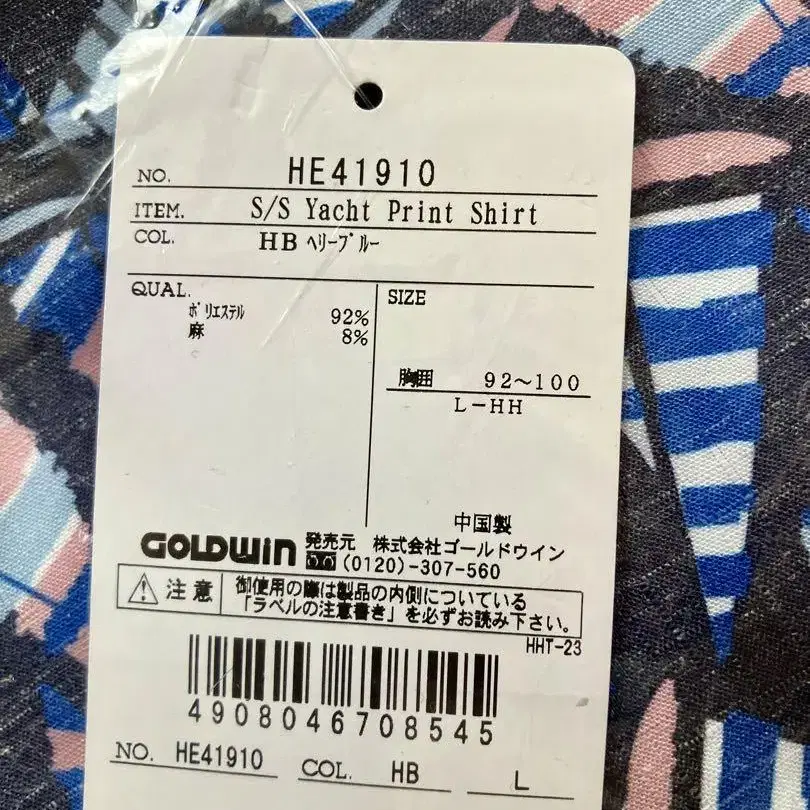 NO. HE41910
ITEM. S/S Yacht Print Shirt
COL. HB ヘリーブルー
QUAL.
ポリエステル 92%
麻 8%
SIZE
胸囲 92〜100
L-HH
中国製
GOLDWIN 発売元 株式会社ゴールドウイン
(0120)-307-560
注意 御使用の際は製品の内側についている
「ラベルの注意書き」を必ずお読み下さい。
HHT-23
4908046708545
NO. HE41910 COL. HB L